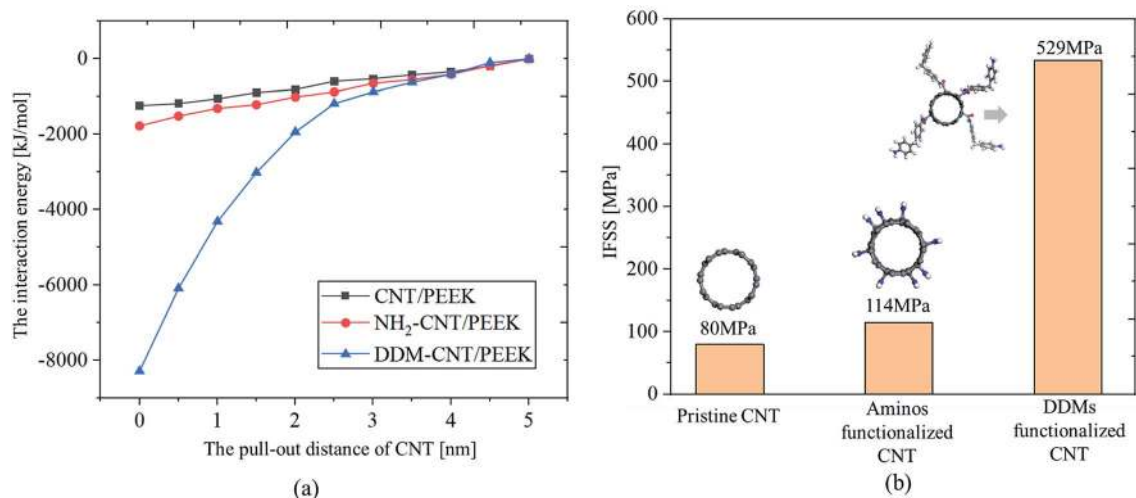 The interaction energy [kJ/mol]
0
-2000
-4000
-6000
-8000
CNT/PEEK
NH₂-CNT/PEEK
DDM-CNT/PEEK
0 1 2 3 4 5
The pull-out distance of CNT [nm]
(a)
IFSS [MPa]
600
500
400
300
200
100
0
529MPa
114MPa
80MPa
Pristine CNT
Aminos
functionalized
CNT
DDMs
functionalized
CNT
(b)